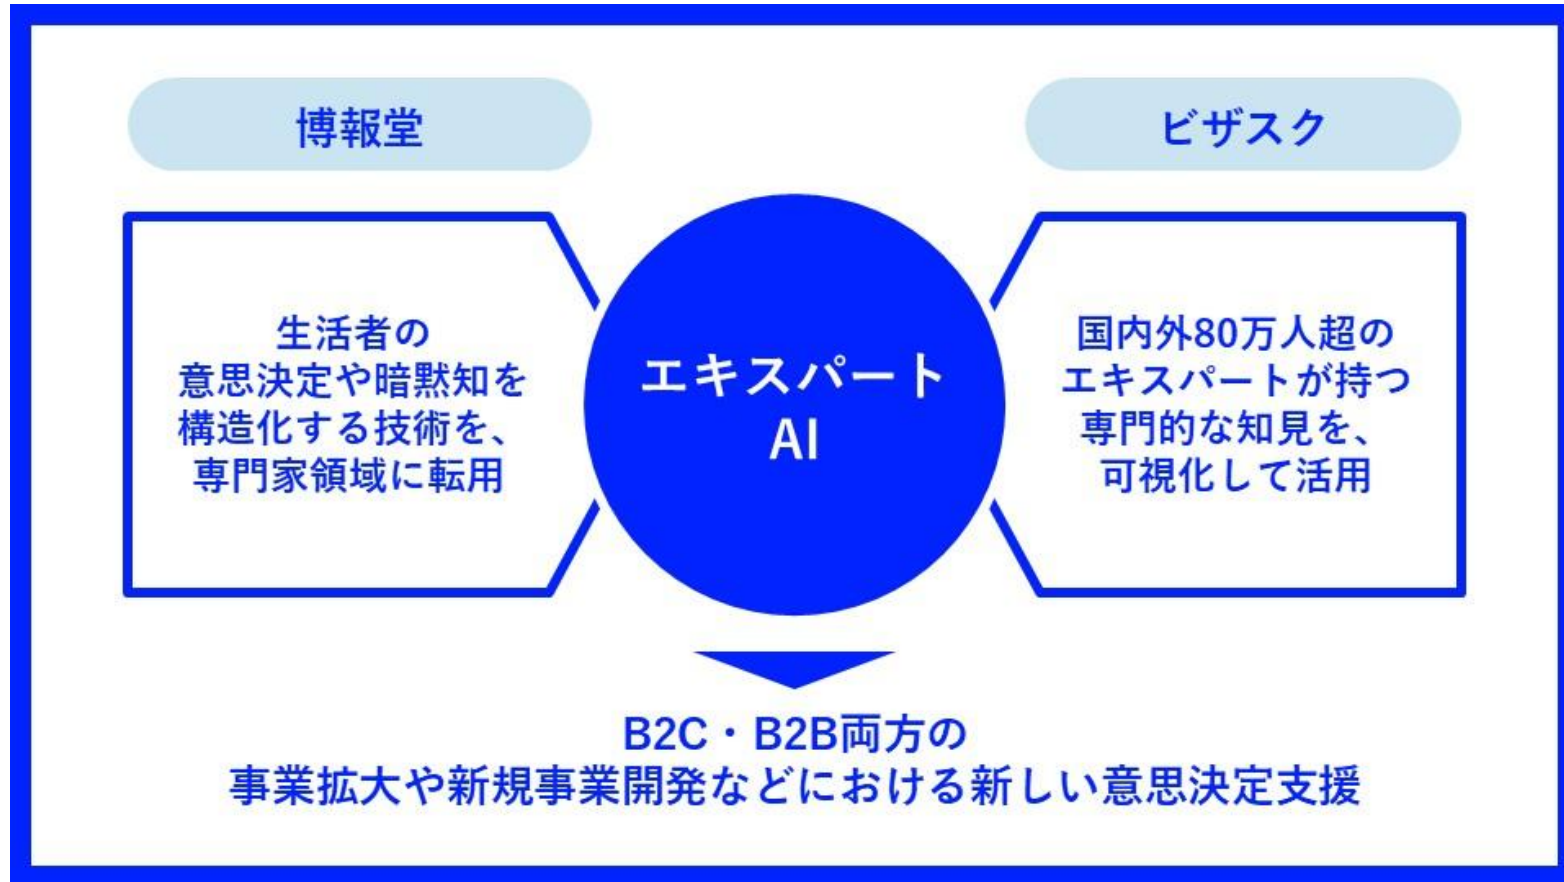 博報堂
ビザスク
生活者の
意思決定や暗黙知を
構造化する技術を、
専門家領域に転用
エキスパート
AI
国内外80万人超の
エキスパートが持つ
専門的な知見を、
可視化して活用
B2C・B2B両方の
事業拡大や新規事業開発などにおける新しい意思決定支援